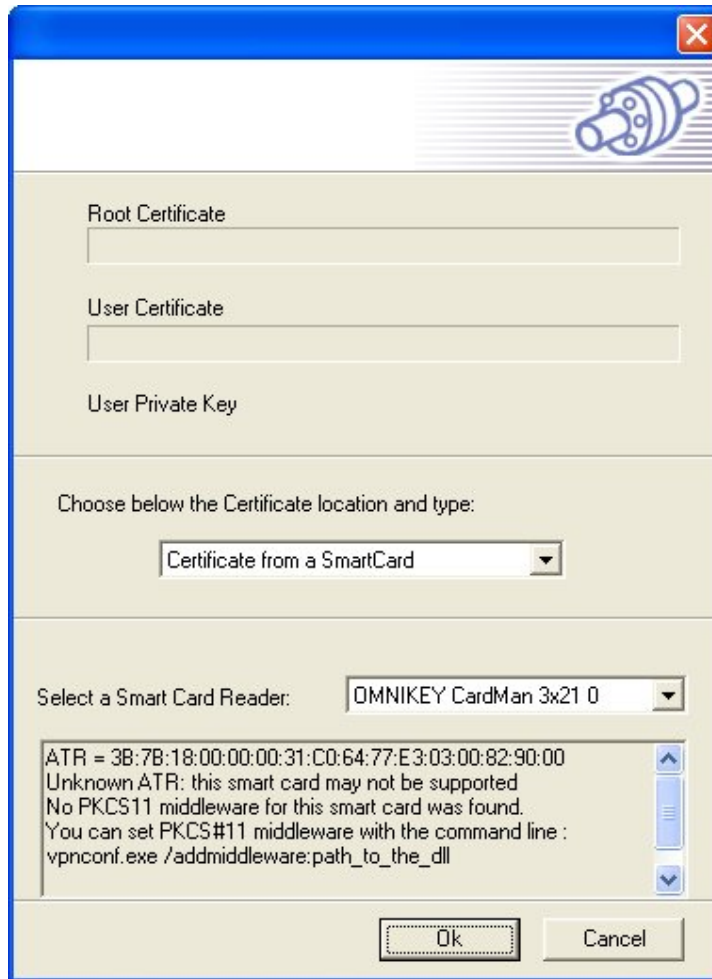 Root Certificate
User Certificate
User Private Key
Choose below the Certificate location and type:
Certificate from a SmartCard
Select a Smart Card Reader:
OMNIKEY CardMan 3x21 0
ATR = 3B:7B:18:00:00:00:31:C0:64:77:E3:03:00:82:90:00
Unknown ATR: this smart card may not be supported
No PKCS11 middleware for this smart card was found.
You can set PKCS#11 middleware with the command line :
vpnconf.exe /addmiddleware:path_to_the_dll
Ok
Cancel